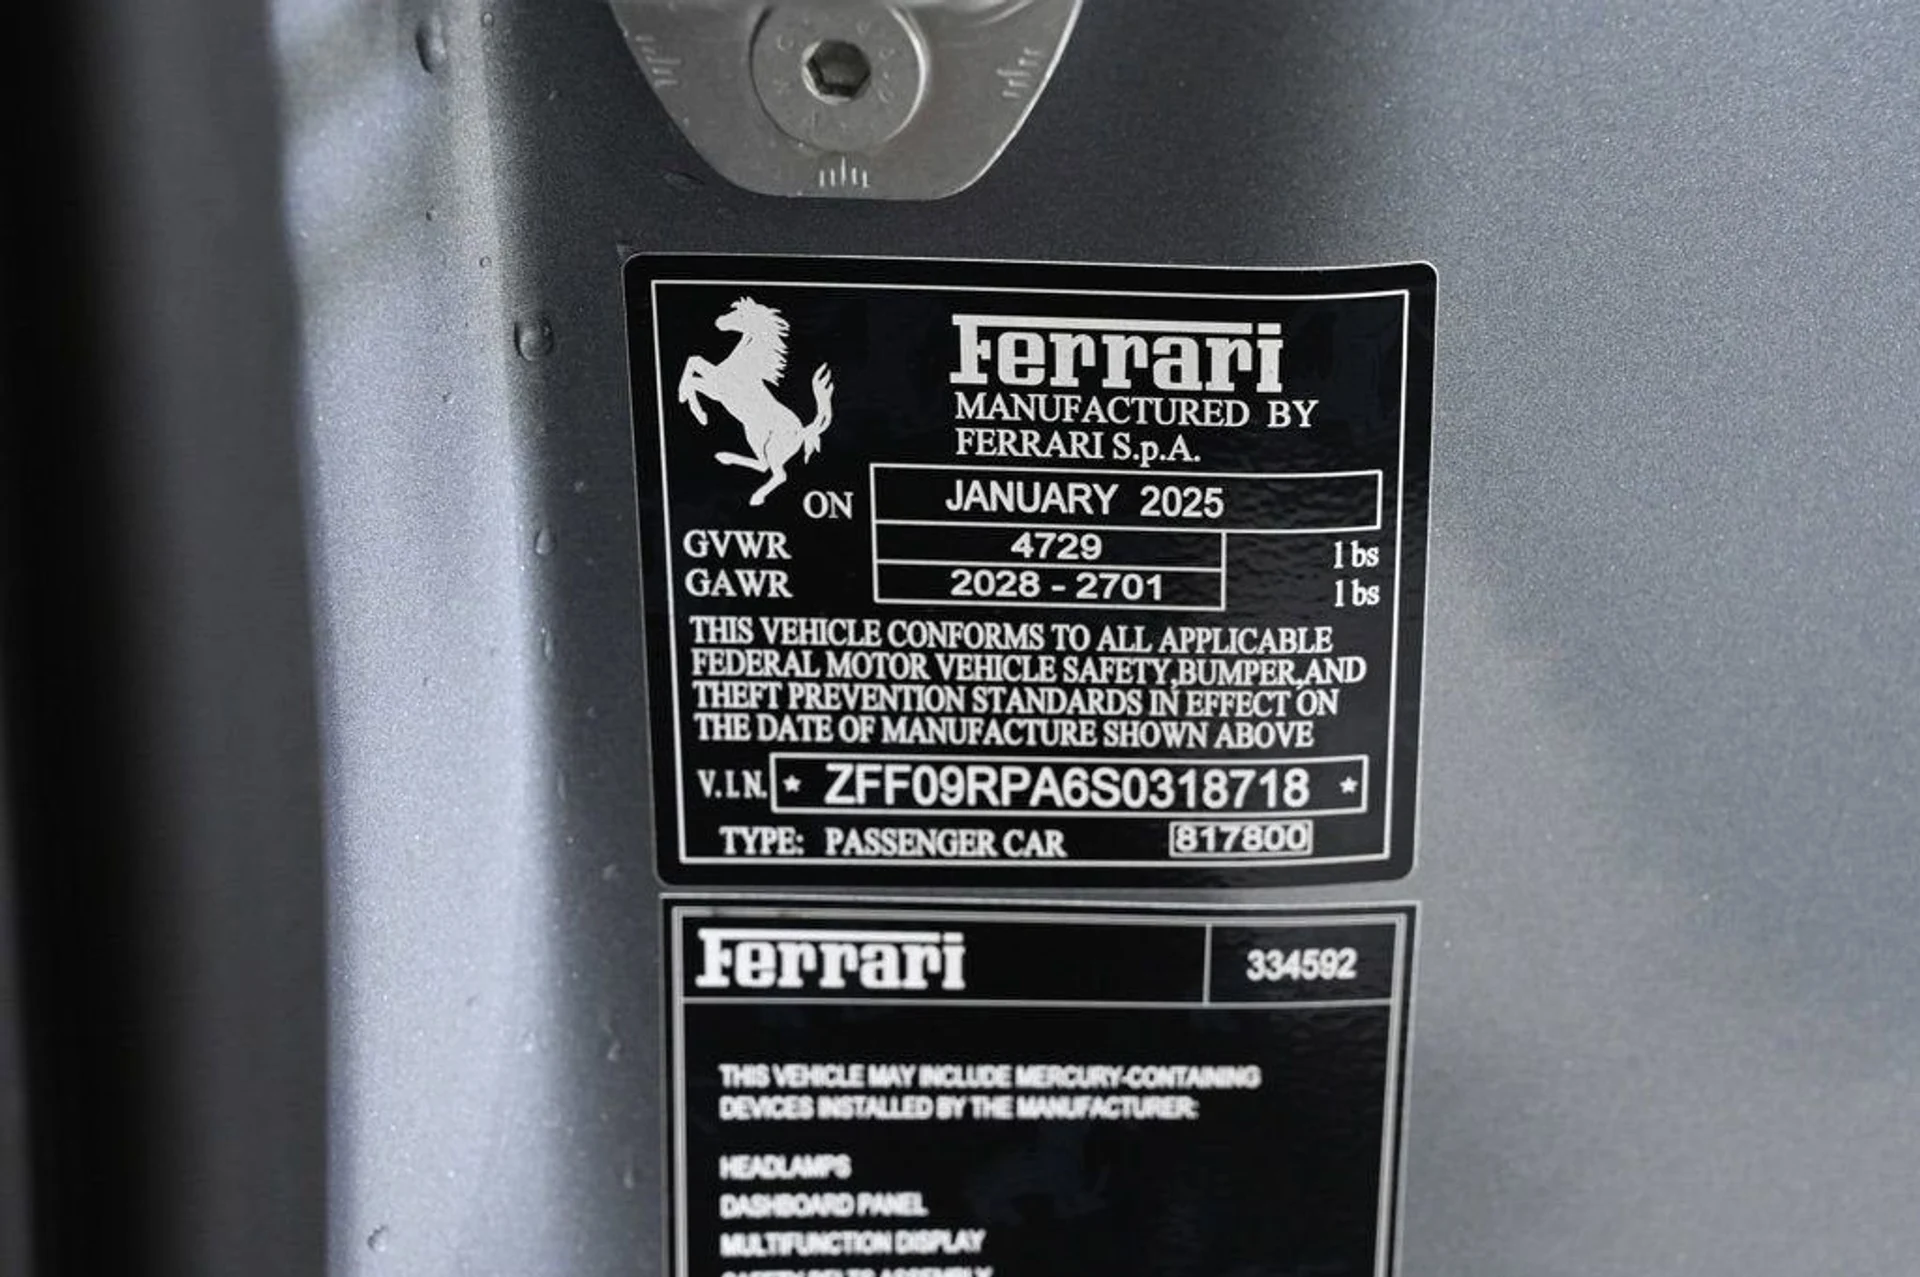 Ferrari
MANUFACTURED BY
FERRARI S.p.A.
ON JANUARY 2025
GVWR 4729 lbs
GAWR 2028 - 2701 lbs
THIS VEHICLE CONFORMS TO ALL APPLICABLE
FEDERAL MOTOR VEHICLE SAFETY,BUMPER,AND
THEFT PREVENTION STANDARDS IN EFFECT ON
THE DATE OF MANUFACTURE SHOWN ABOVE
V.I.N. * ZFF09RPA6S0318718 *
TYPE: PASSENGER CAR 817800
Ferrari 334592
THIS VEHICLE MAY INCLUDE MERCURY-CONTAINING
DEVICES INSTALLED BY THE MANUFACTURER:
HEADLAMPS
DASHBOARD PANEL
MULTIFUNCTION DISPLAY